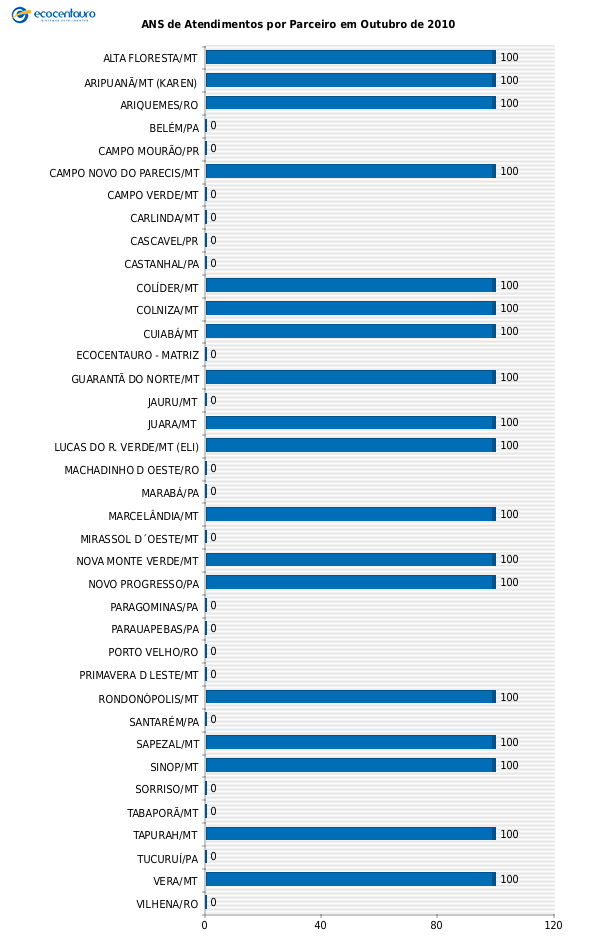 ecocentauro
ANS de Atendimentos por Parceiro em Outubro de 2010
ALTA FLORESTA/MT 100
ARIPUANÃ/MT (KAREN) 100
ARIQUEMES/RO 100
BELÉM/PA 0
CAMPO MOURÃO/PR 0
CAMPO NOVO DO PARECIS/MT 100
CAMPO VERDE/MT 0
CARLINDA/MT 0
CASCAVEL/PR 0
CASTANHAL/PA 0
COLÍDER/MT 100
COLNIZA/MT 100
CUIABÁ/MT 100
ECOCENTAURO - MATRIZ 0
GUARANTÃ DO NORTE/MT 100
JAURU/MT 0
JUARA/MT 100
LUCAS DO R. VERDE/MT (ELI) 100
MACHADINHO D OESTE/RO 0
MARABÁ/PA 0
MARCELÂNDIA/MT 100
MIRASSOL D´OESTE/MT 0
NOVA MONTE VERDE/MT 100
NOVO PROGRESSO/PA 100
PARAGOMINAS/PA 0
PARAUAPEBAS/PA 0
PORTO VELHO/RO 0
PRIMAVERA D LESTE/MT 0
RONDONÓPOLIS/MT 100
SANTARÉM/PA 0
SAPEZAL/MT 100
SINOP/MT 100
SORRISO/MT 0
TABAPORÃ/MT 0
TAPURAH/MT 100
TUCURUÍ/PA 0
VERA/MT 100
VILHENA/RO 0
0 40 80 120